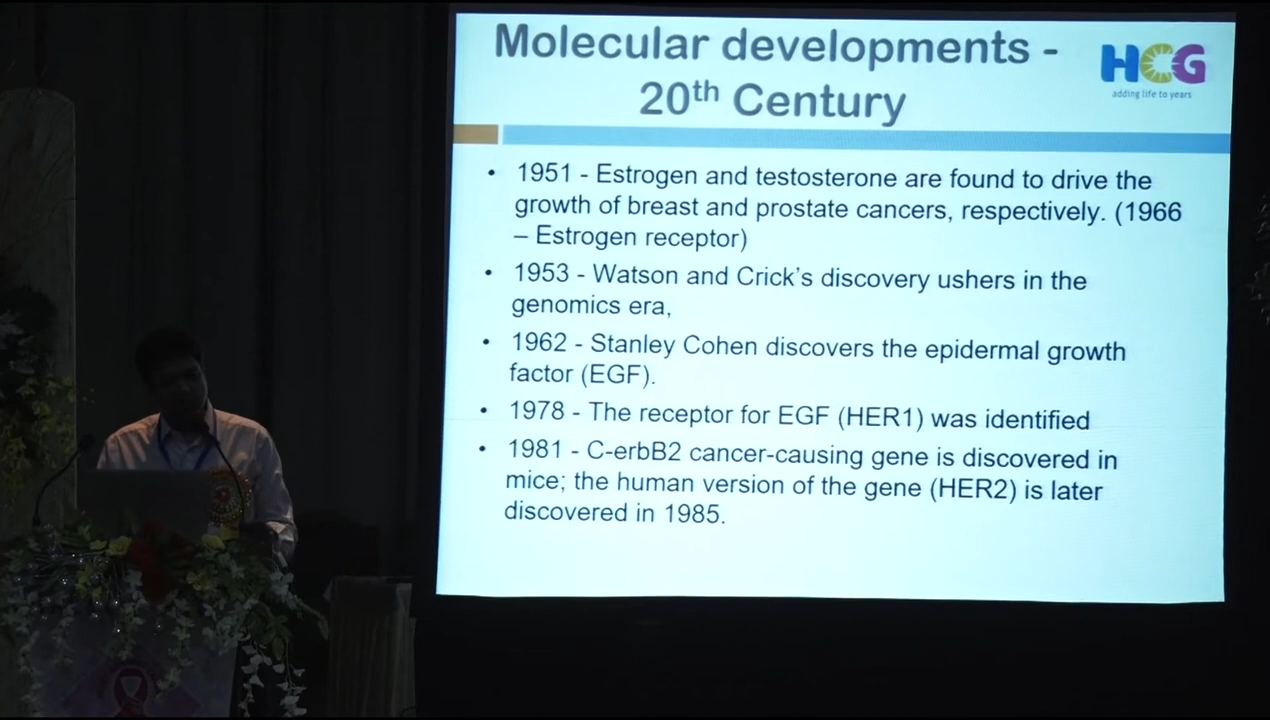 Molecular developments -
20th Century
HCG
adding life to years
• 1951 - Estrogen and testosterone are found to drive the
growth of breast and prostate cancers, respectively. (1966
– Estrogen receptor)
• 1953 - Watson and Crick's discovery ushers in the
genomics era,
• 1962 - Stanley Cohen discovers the epidermal growth
factor (EGF).
• 1978 - The receptor for EGF (HER1) was identified
• 1981 - C-erbB2 cancer-causing gene is discovered in
mice; the human version of the gene (HER2) is later
discovered in 1985.